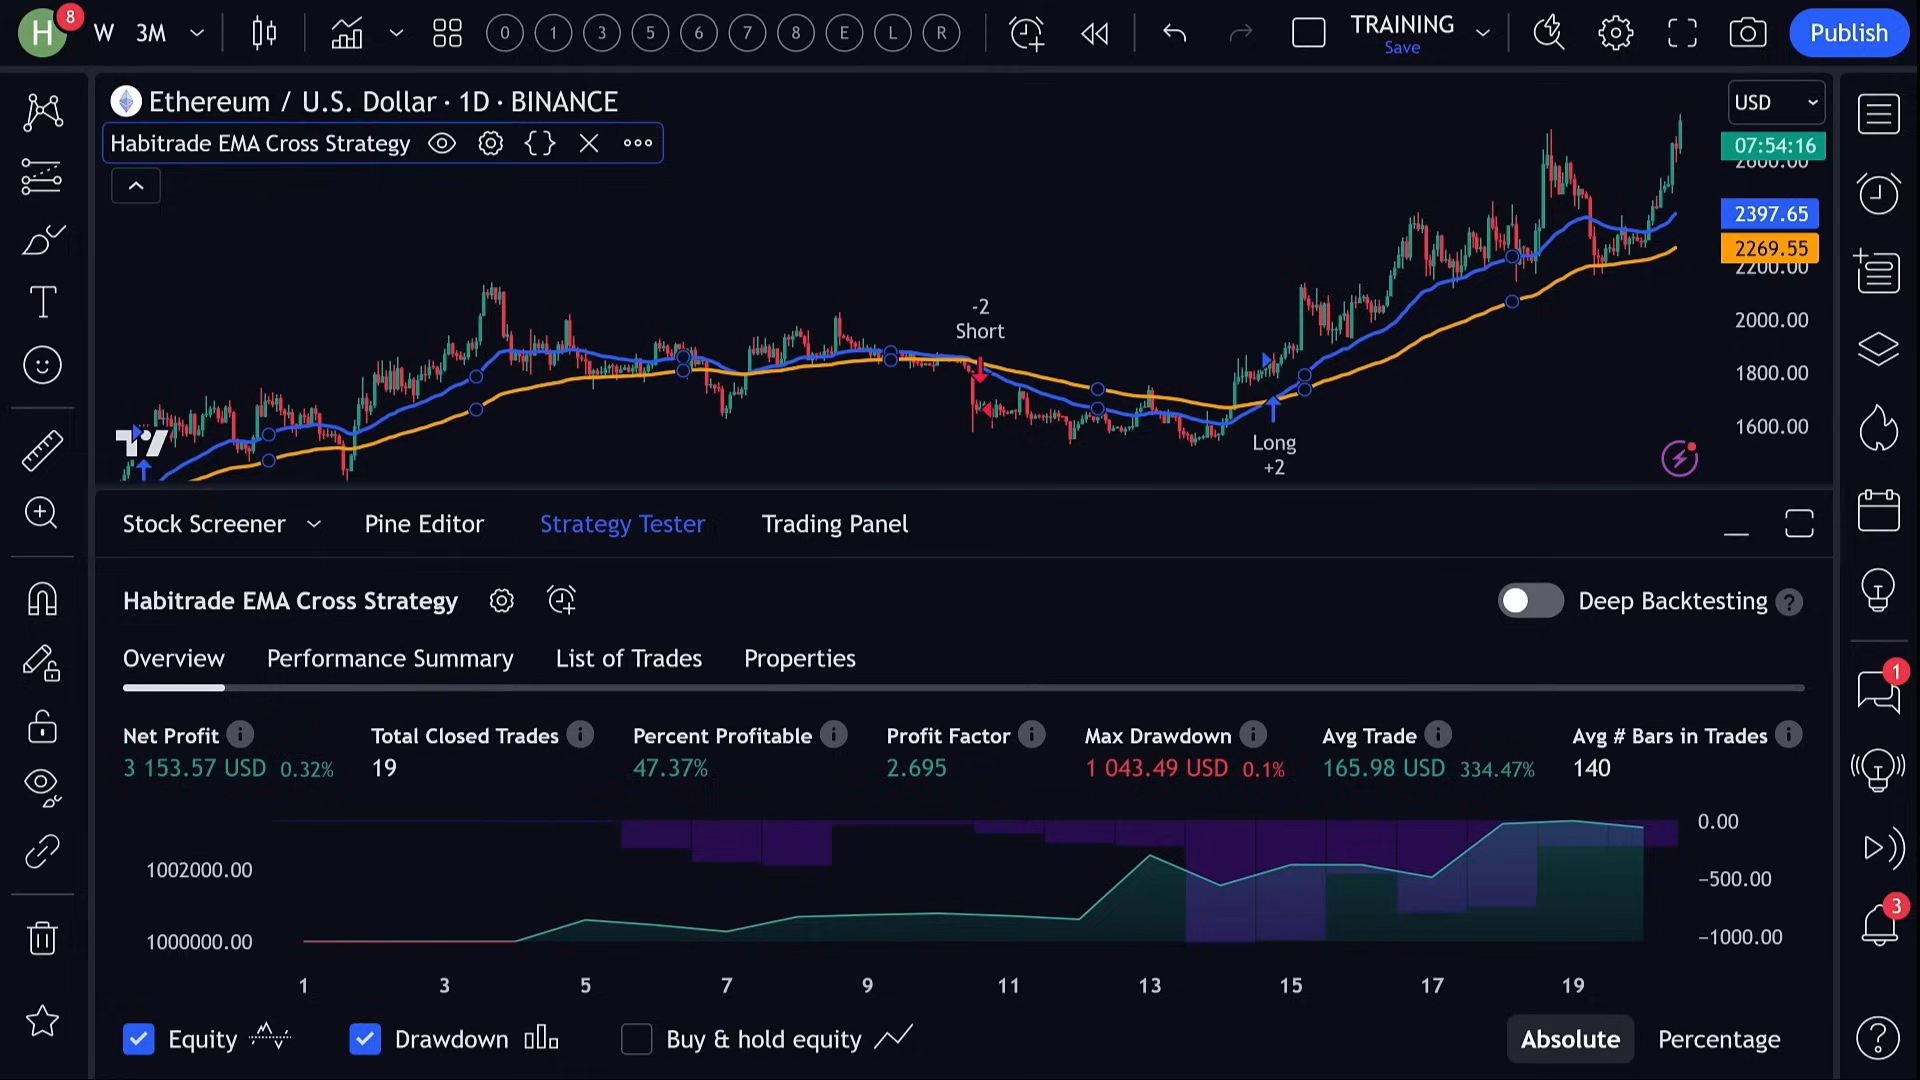 H
8
W
3M
0
1
3
5
6
7
8
E
L
R
TRAINING
Save
Publish
Ethereum / U.S. Dollar · 1D · BINANCE
USD
Habitrade EMA Cross Strategy
07:54:16
2600.00
2397.65
2269.55
2200.00
2000.00
1800.00
1600.00
-2
Short
Long
+2
Stock Screener
Pine Editor
Strategy Tester
Trading Panel
Habitrade EMA Cross Strategy
Deep Backtesting ?
Overview
Performance Summary
List of Trades
Properties
Net Profit
3 153.57 USD 0.32%
Total Closed Trades
19
Percent Profitable
47.37%
Profit Factor
2.695
Max Drawdown
1 043.49 USD 0.1%
Avg Trade
165.98 USD 334.47%
Avg # Bars in Trades
140
1002000.00
1000000.00
0.00
−500.00
−1000.00
1 3 5 7 9 11 13 15 17 19
Equity
Drawdown
Buy & hold equity
Absolute
Percentage
1
3